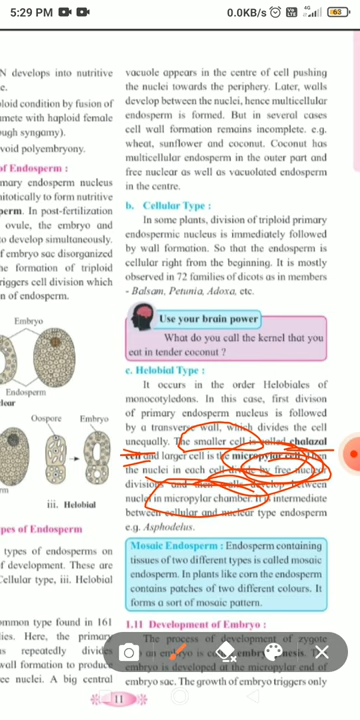 5:29 PM
0.0KB/s
4G
63
N develops into nutritive
e.
loid condition by fusion of
amete with haploid female
ough syngamy).
void polyembryony.
of Endosperm :
mary endosperm nucleus
mitotically to form nutritive
perm. In post-fertilization
ovule, the embryo and
o develop simultaneously.
f embryo sac disorganized
he formation of triploid
riggers cell division which
n of endosperm.
Embryo
Endosperm
lear
Oospore
Embryo
iii. Helobial
ypes of Endosperm
types of endosperms on
f development. These are
Cellular type, iii. Helobial
ommon type found in 161
lies. Here, the primary
s repeatedly divides
wall formation to produce
ee nuclei. A big central
vacuole appears in the centre of cell pushing
the nuclei towards the periphery. Later, walls
develop between the nuclei, hence multicellular
endosperm is formed. But in several cases
cell wall formation remains incomplete. e.g.
wheat, sunflower and coconut. Coconut has
multicellular endosperm in the outer part and
free nuclear as well as vacuolated endosperm
in the centre.
b. Cellular Type :
In some plants, division of triploid primary
endospermic nucleus is immediately followed
by wall formation. So that the endosperm is
cellular right from the beginning. It is mostly
observed in 72 families of dicots as in members
- Balsam, Petunia, Adoxa, etc.
Use your brain power
What do you call the kernel that you
eat in tender coconut ?
c. Helobial Type :
It occurs in the order Helobiales of
monocotyledons. In this case, first divison
of primary endosperm nucleus is followed
by a transverse wall, which divides the cell
unequally. The smaller cell is called chalazal
cell and larger cell is the micropylar cell. Then
the nuclei in each cell divide by free nuclear
divisions and then walls develop between
nuclei in micropylar chamber. It is intermediate
between cellular and nuclear type endosperm
e.g. Asphodelus.
Mosaic Endosperm : Endosperm containing
tissues of two different types is called mosaic
endosperm. In plants like corn the endosperm
contains patches of two different colours. It
forms a sort of mosaic pattern.
1.11 Development of Embryo :
The process of development of zygote
into an embryo is embryogenesis. The
embryo is developed at the micropylar end of
embryo sac. The growth of embryo triggers only
11